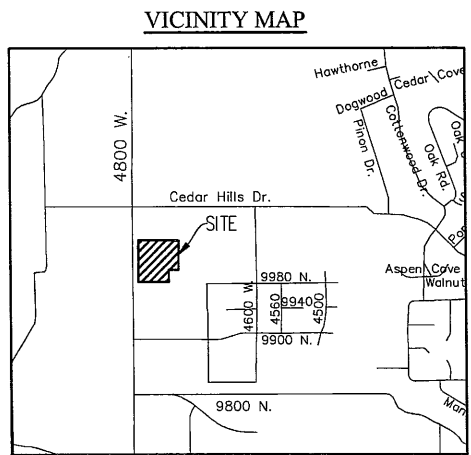 VICINITY MAP
Hawthorne
Cedar Cove
Dogwood
Pinon Dr.
Cottonwood Dr.
Oak Rd.
Oak
4800 W.
Cedar Hills Dr.
SITE
Aspen Cove
Walnut
9980 N.
4600 W.
4560
9940
4500
9900 N.
9800 N.